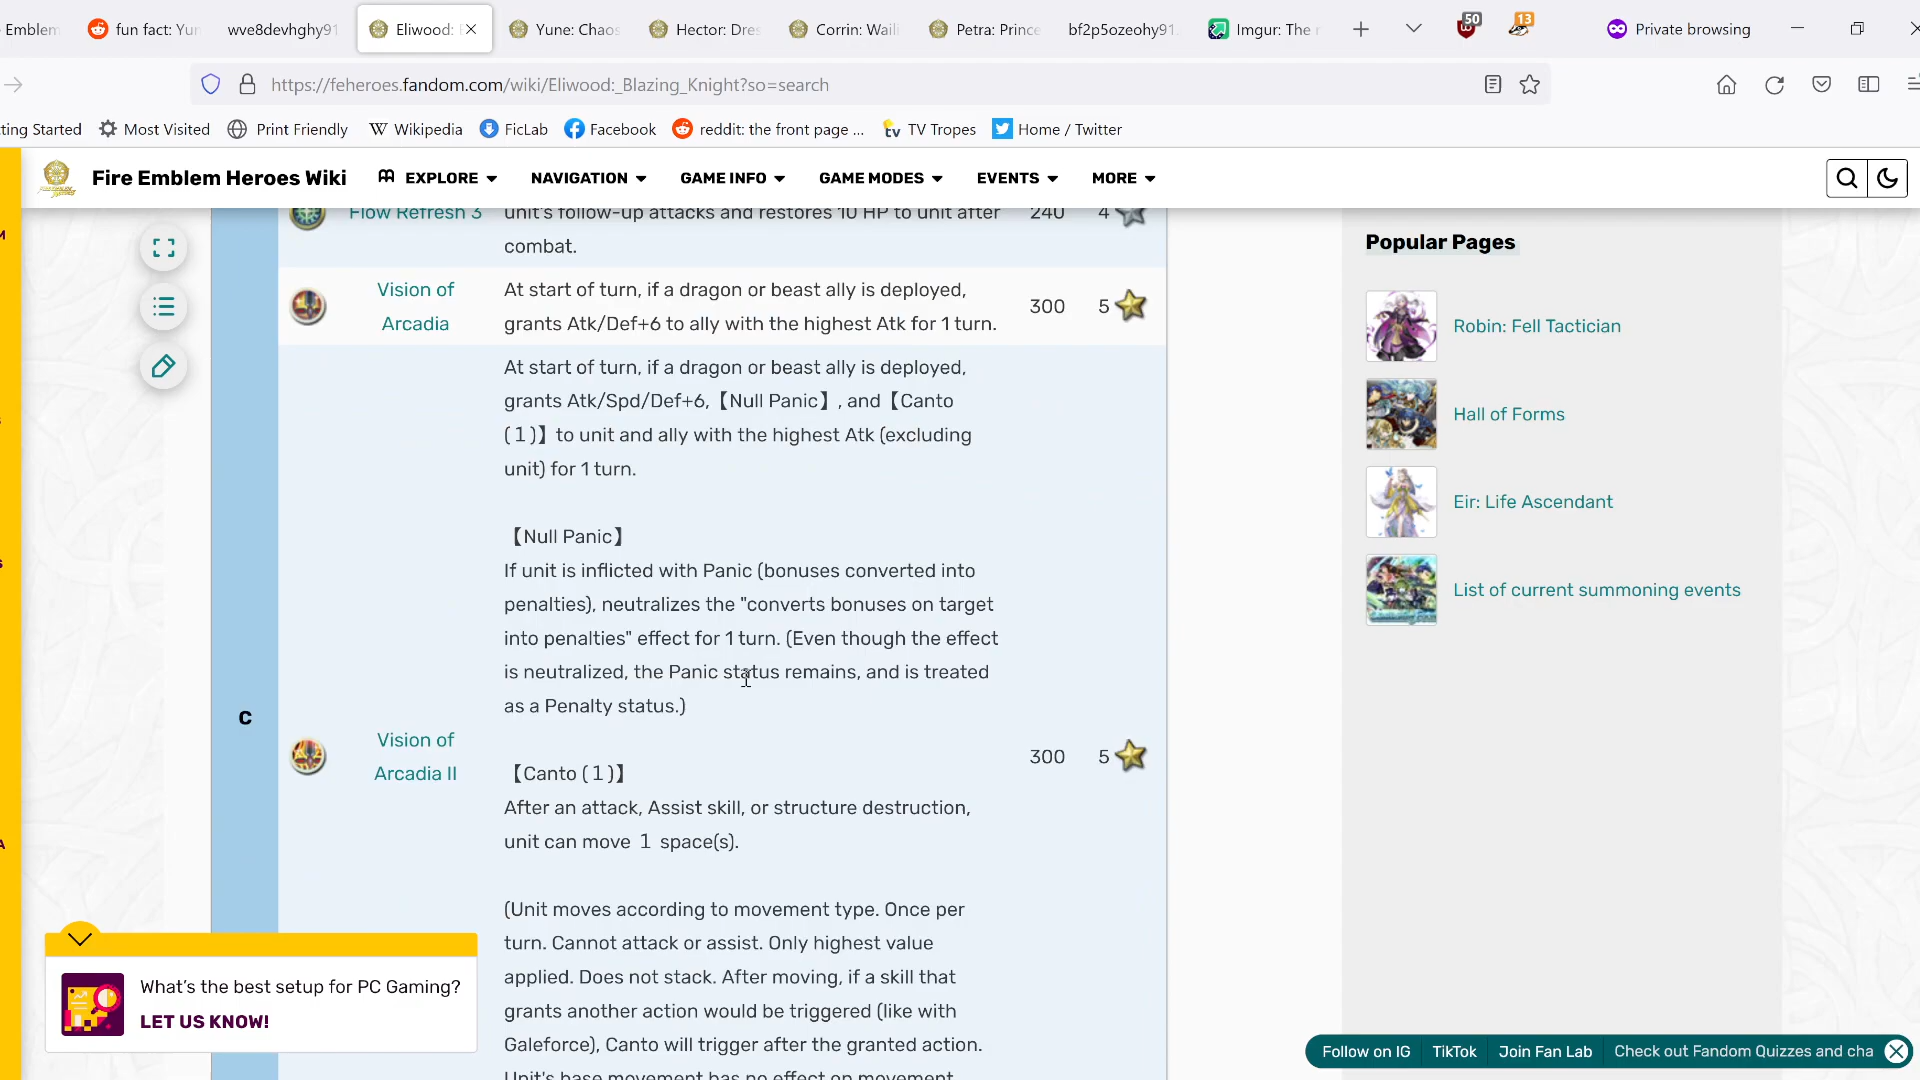 Emblem
fun fact: Yun
wve8devhghy91
Eliwood: B
Yune: Chaos
Hector: Dres
Corrin: Waili
Petra: Prince
bf2p5ozeohy91.
Imgur: The m
50
13
Private browsing
https://feheroes.fandom.com/wiki/Eliwood:_Blazing_Knight?so=search
ting Started
Most Visited
Print Friendly
Wikipedia
FicLab
Facebook
reddit: the front page ...
TV Tropes
Home / Twitter
Fire Emblem Heroes Wiki
EXPLORE
NAVIGATION
GAME INFO
GAME MODES
EVENTS
MORE
Flow Refresh 3
unit's follow-up attacks and restores 10 HP to unit after
combat.
240
4
Vision of
Arcadia
At start of turn, if a dragon or beast ally is deployed,
grants Atk/Def+6 to ally with the highest Atk for 1 turn.
300
5
C
Vision of
Arcadia II
At start of turn, if a dragon or beast ally is deployed,
grants Atk/Spd/Def+6,【Null Panic】, and【Canto
(1)】to unit and ally with the highest Atk (excluding
unit) for 1 turn.
【Null Panic】
If unit is inflicted with Panic (bonuses converted into
penalties), neutralizes the "converts bonuses on target
into penalties" effect for 1 turn. (Even though the effect
is neutralized, the Panic status remains, and is treated
as a Penalty status.)
【Canto (1)】
After an attack, Assist skill, or structure destruction,
unit can move 1 space(s).
(Unit moves according to movement type. Once per
turn. Cannot attack or assist. Only highest value
applied. Does not stack. After moving, if a skill that
grants another action would be triggered (like with
Galeforce), Canto will trigger after the granted action.
Unit's base movement has no effect on movement
300
5
Popular Pages
Robin: Fell Tactician
Hall of Forms
Eir: Life Ascendant
List of current summoning events
What's the best setup for PC Gaming?
LET US KNOW!
Follow on IG
TikTok
Join Fan Lab
Check out Fandom Quizzes and cha